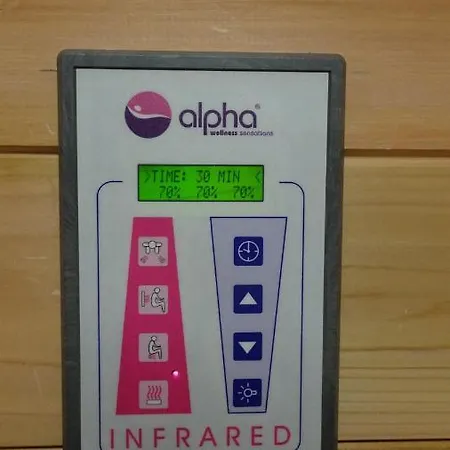 alpha®
wellness sensations
>TIME: 30 MIN <
70% 70% 70%
INFRARED